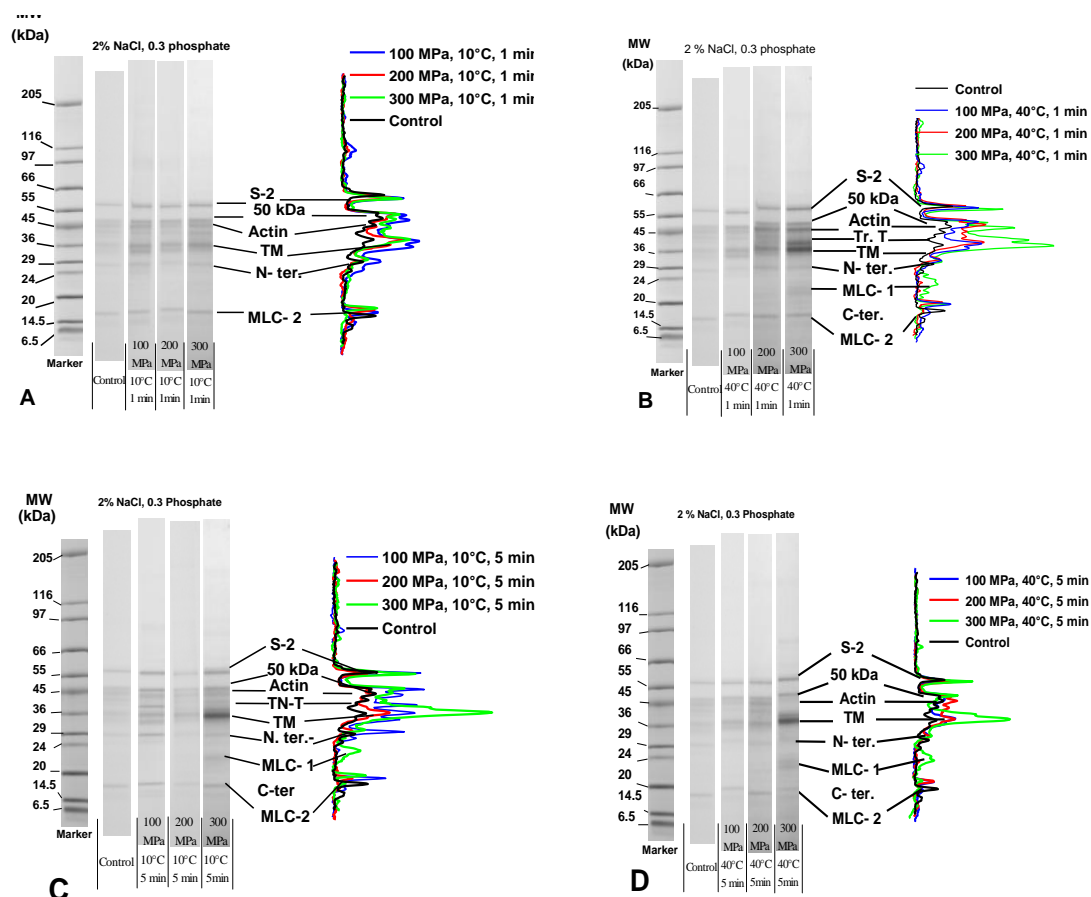 MW
(kDa)
2% NaCl, 0.3 phosphate
205
116
97
66
55
45
36
29
24
20
14.5
6.5
Marker
Control
100 MPa 10°C 1 min
200 MPa 10°C 1min
300 MPa 10°C 1min
S-2
50 kDa
Actin
TM
N- ter.
MLC- 2
100 MPa, 10°C, 1 min
200 MPa, 10°C, 1 min
300 MPa, 10°C, 1 min
Control
A
MW
(kDa)
2 % NaCl, 0.3 phosphate
205
116
97
66
55
45
36
29
24
20
14.5
6.5
Marker
Control
100 MPa 40°C 1 min
200 MPa 40°C 1min
300 MPa 40°C 1min
S-2
50 kDa
Actin
Tr. T
TM
N- ter.
MLC- 1
C-ter.
MLC- 2
Control
100 MPa, 40°C, 1 min
200 MPa, 40°C, 1 min
300 MPa, 40°C, 1 min
B
MW
(kDa)
2% NaCl, 0.3 Phosphate
205
116
97
66
55
45
36
29
24
20
14.5
6.5
Marker
Control
100 MPa 10°C 5 min
200 MPa 10°C 5 min
300 MPa 10°C 5min
S-2
50 kDa
Actin
TN-T
TM
N. ter.-
MLC- 1
C-ter
MLC-2
100 MPa, 10°C, 5 min
200 MPa, 10°C, 5 min
300 MPa, 10°C, 5 min
Control
C
MW
(kDa)
2 % NaCl, 0.3 Phosphate
205
116
97
66
55
45
36
29
24
20
14.5
6.5
Marker
Control
100 MPa 40°C 5 min
200 MPa 40°C 5min
300 MPa 40°C 5min
S-2
50 kDa
Actin
TM
N- ter.
MLC- 1
C- ter.
MLC- 2
100 MPa, 40°C, 5 min
200 MPa, 40°C, 5 min
300 MPa, 40°C, 5 min
Control
D